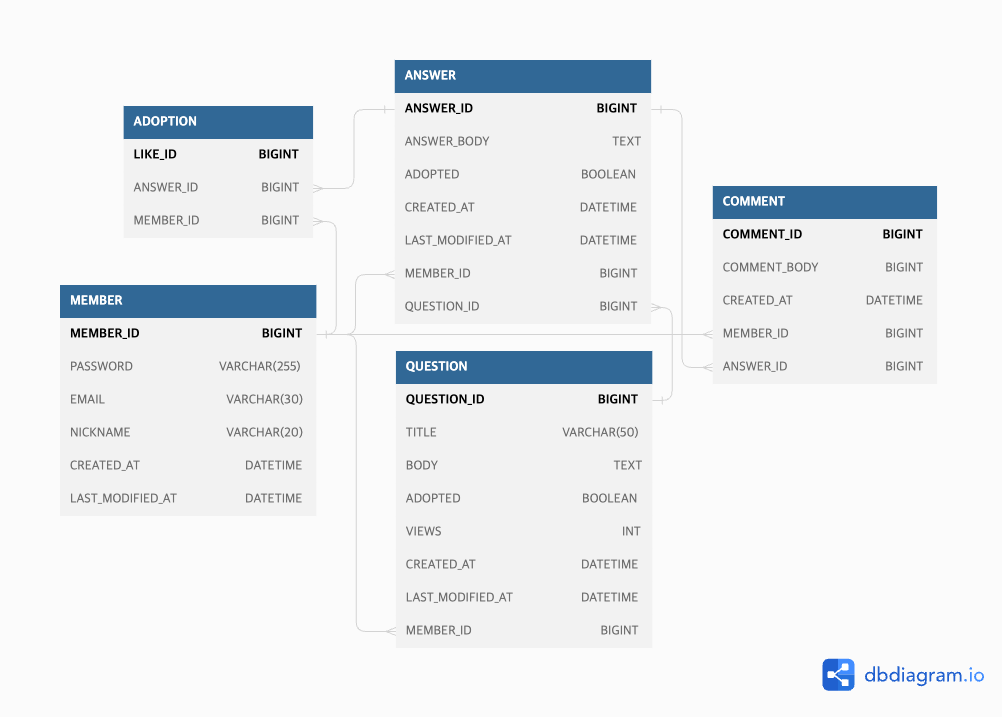 ADOPTION
LIKE_ID BIGINT
ANSWER_ID BIGINT
MEMBER_ID BIGINT
MEMBER
MEMBER_ID BIGINT
PASSWORD VARCHAR(255)
EMAIL VARCHAR(30)
NICKNAME VARCHAR(20)
CREATED_AT DATETIME
LAST_MODIFIED_AT DATETIME
ANSWER
ANSWER_ID BIGINT
ANSWER_BODY TEXT
ADOPTED BOOLEAN
CREATED_AT DATETIME
LAST_MODIFIED_AT DATETIME
MEMBER_ID BIGINT
QUESTION_ID BIGINT
QUESTION
QUESTION_ID BIGINT
TITLE VARCHAR(50)
BODY TEXT
ADOPTED BOOLEAN
VIEWS INT
CREATED_AT DATETIME
LAST_MODIFIED_AT DATETIME
MEMBER_ID BIGINT
COMMENT
COMMENT_ID BIGINT
COMMENT_BODY BIGINT
CREATED_AT DATETIME
MEMBER_ID BIGINT
ANSWER_ID BIGINT
dbdiagram.io